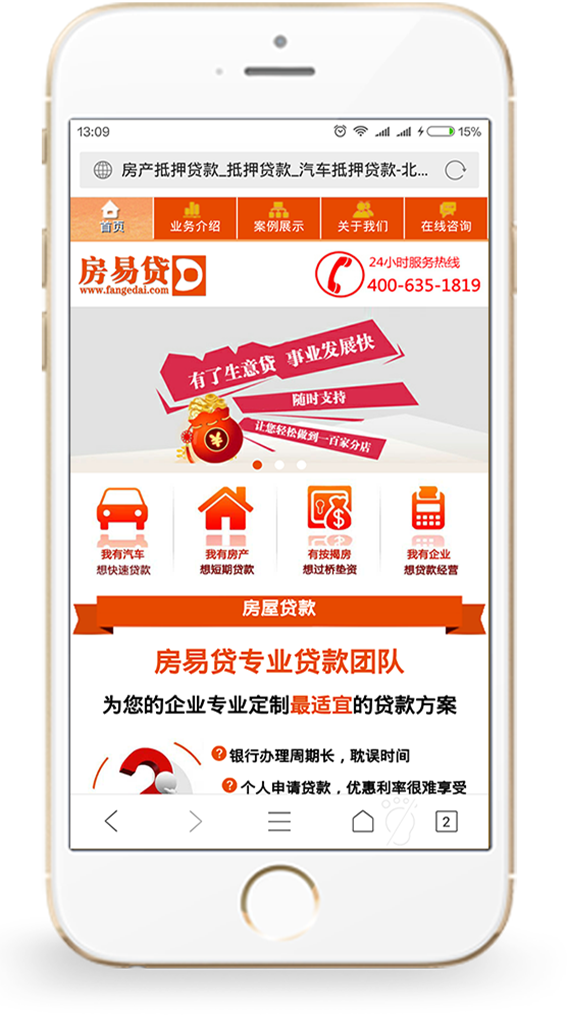 13:09
15%
房产抵押贷款_抵押贷款_汽车抵押贷款-北...
首页
业务介绍
案例展示
关于我们
在线咨询
房易贷
www.fangedai.com
24小时服务热线
400-635-1819
有了生意贷 事业发展快
随时支持
让您轻松做到一百家分店
¥
$
我有汽车
想快速贷款
我有房产
想短期贷款
有按揭房
想过桥垫资
我有企业
想贷款经营
房屋贷款
房易贷专业贷款团队
为您的企业专业定制最适宜的贷款方案
? 银行办理周期长，耽误时间
? 个人申请贷款，优惠利率很难享受
2